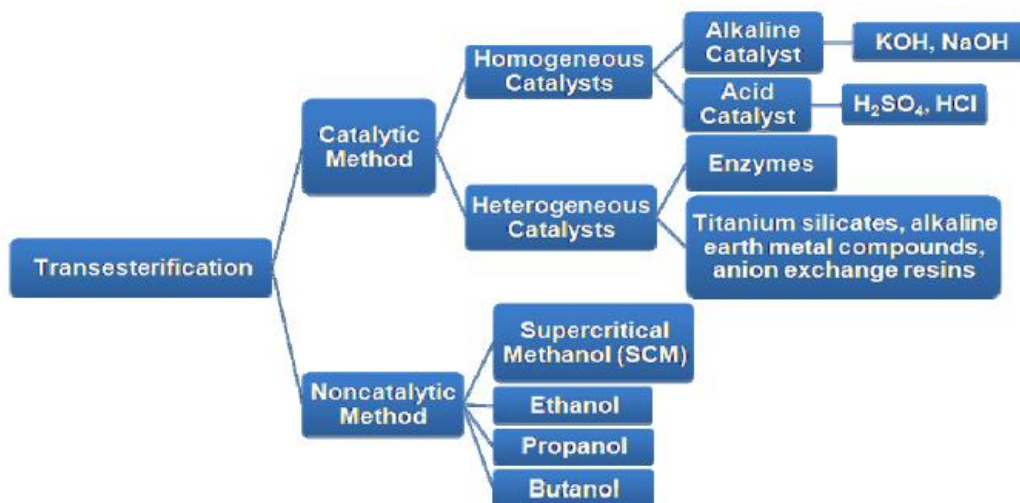 Transesterification
Catalytic
Method
Homogeneous
Catalysts
Alkaline
Catalyst
KOH, NaOH
Acid
Catalyst
H₂SO₄, HCl
Heterogeneous
Catalysts
Enzymes
Titanium silicates, alkaline
earth metal compounds,
anion exchange resins
Noncatalytic
Method
Supercritical
Methanol (SCM)
Ethanol
Propanol
Butanol